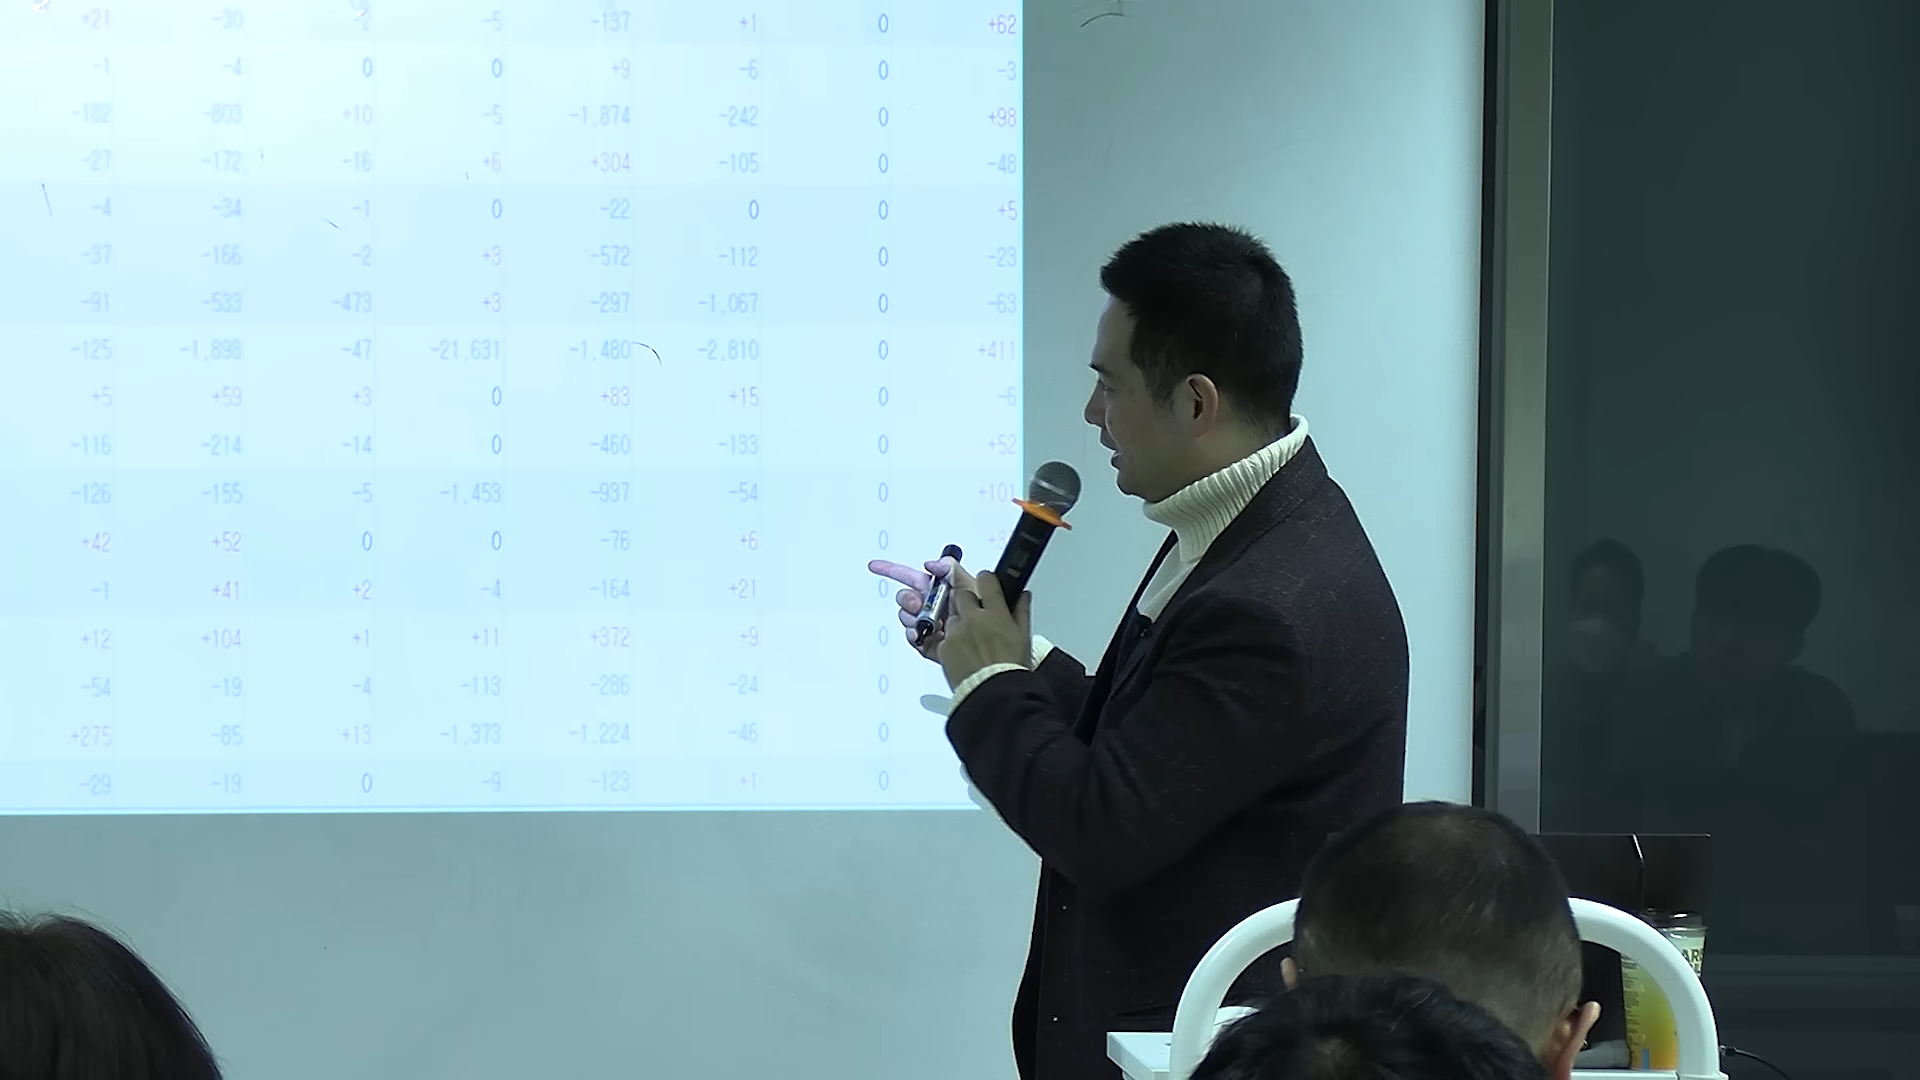 +21 -30 -2 -5 -137 +1 0 +62
-1 -4 0 0 +9 -6 0 -3
-182 -803 +10 -5 -1,874 -242 0 +98
-27 -172 -16 +6 +304 -105 0 -48
-4 -34 -1 0 -22 0 0 +5
-37 -166 -2 +3 -572 -112 0 -23
-91 -533 -473 +3 -297 -1,067 0 -63
-125 -1,898 -47 -21,631 -1,480 -2,810 0 +411
+5 +59 +3 0 +83 +15 0 -6
-116 -214 -14 0 -460 -133 0 +52
-126 -155 -5 -1,453 -937 -54 0 +101
+42 +52 0 0 -76 +6 0
-1 +41 +2 -4 -164 +21 0
+12 +104 +1 +11 +372 +9 0
-54 -19 -4 -113 -286 -24 0
+275 -85 +13 -1,373 -1,224 -46 0
-29 -19 0 -9 -123 +1 0